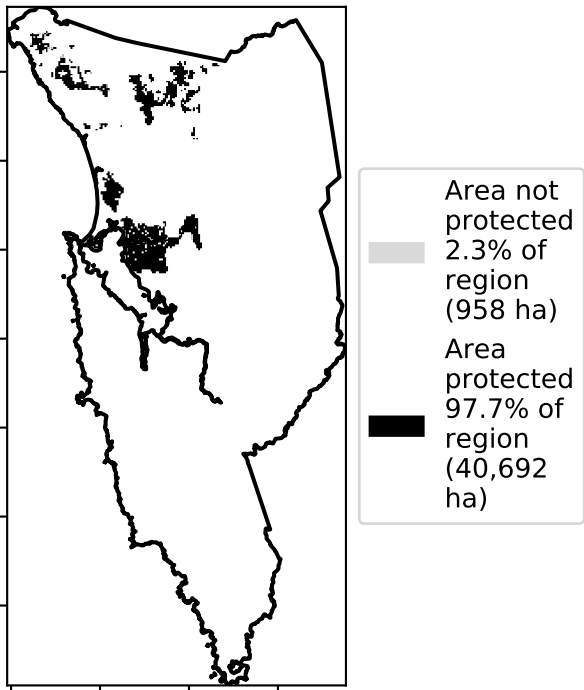 Area not
protected
2.3% of
region
(958 ha)
Area
protected
97.7% of
region
(40,692
ha)